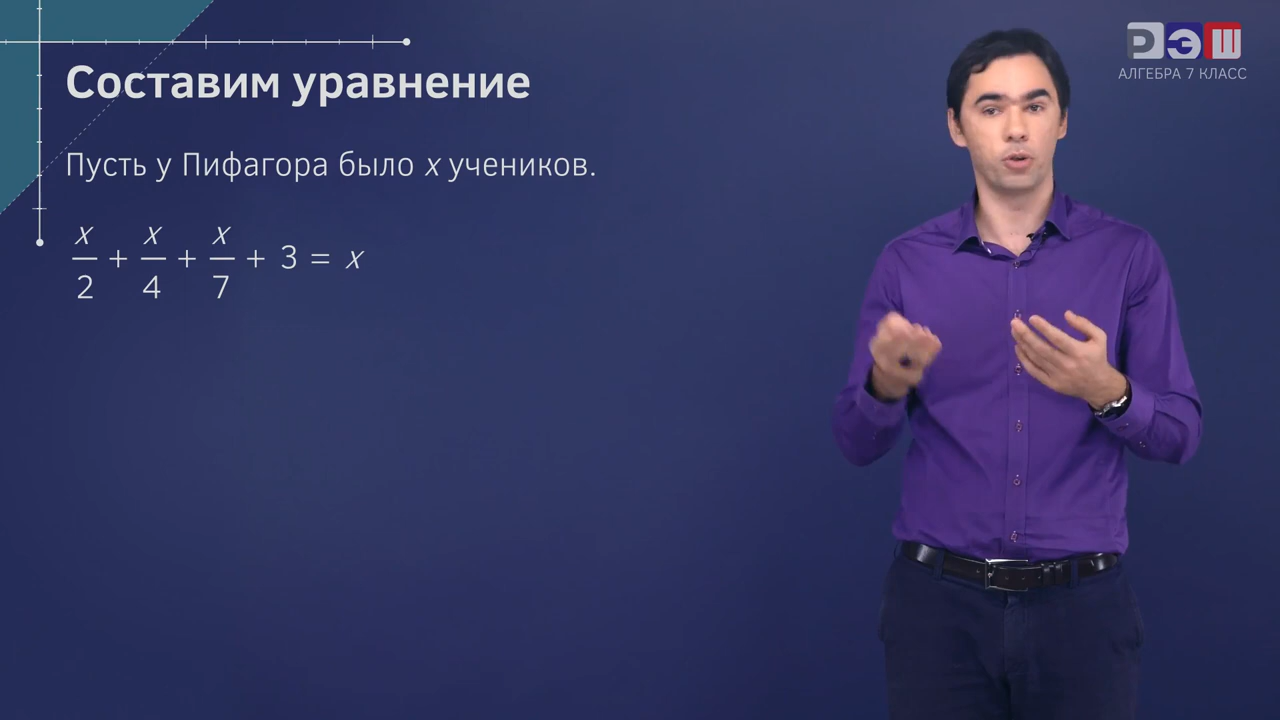 РЭШ
АЛГЕБРА 7 КЛАСС
Составим уравнение
Пусть у Пифагора было x учеников.
x/2 + x/4 + x/7 + 3 = x